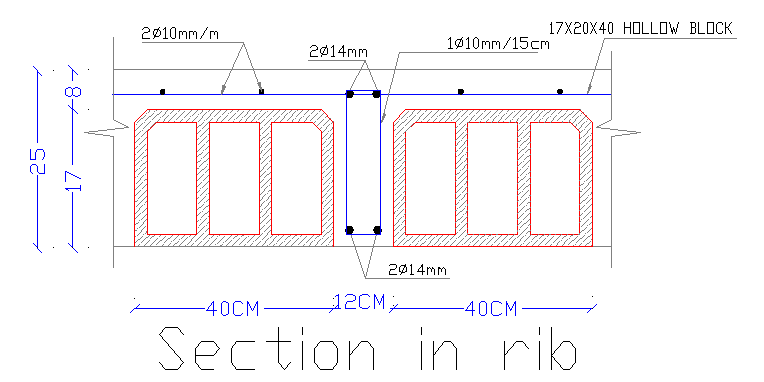 17X20X40 HOLLOW BLOCK
2Ø10mm/m
2Ø14mm
1Ø10mm/15cm
8
25
17
2Ø14mm
40CM
12CM
40CM
Section in rib